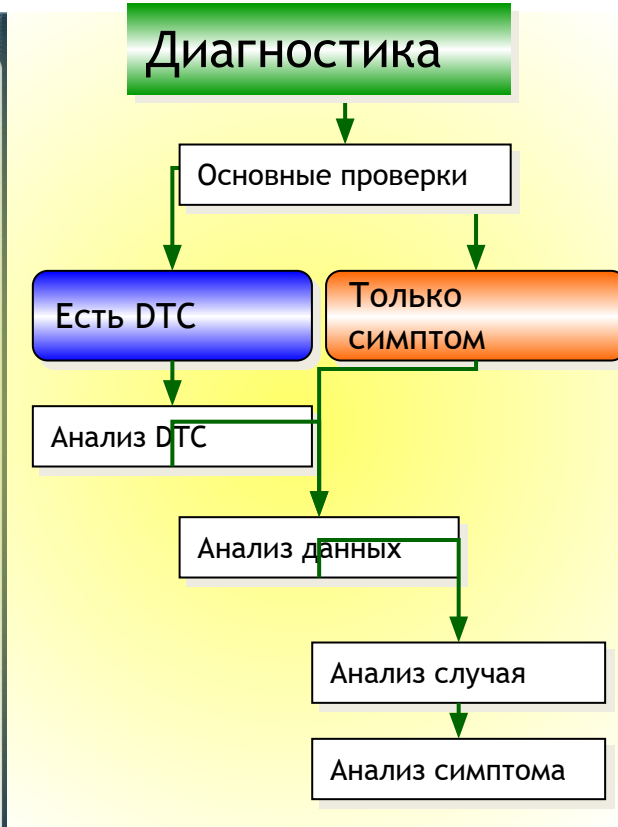 Диагностика
Основные проверки
Есть DTC
Только
симптом
Анализ DTC
Анализ данных
Анализ случая
Анализ симптома